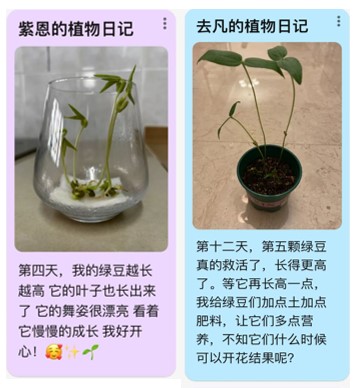 紫恩的植物日记
第四天，我的绿豆越长
越高 它的叶子也长出来
了 它的舞姿很漂亮 看着
它慢慢的成长 我好开
心！🥰✨🌱
去凡的植物日记
第十二天，第五颗绿豆
真的救活了，长得更高
了。等它再长高一点，
我给绿豆们加点土加点
肥料，让它们多点营
养，不知它们什么时候
可以开花结果呢？